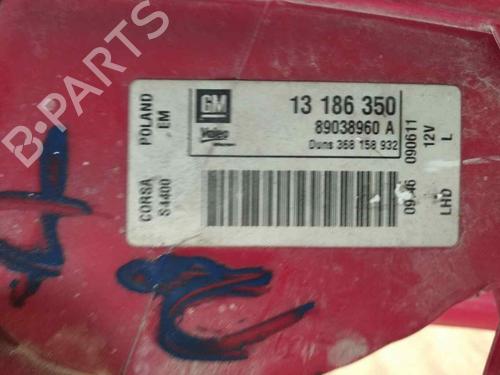 B-PARTS
GM
13 186 350
89038960 A
Valeo
Duns 368 158 932
POLAND
EM
CORSA
S4400
09:46 090611
12V
LHD L